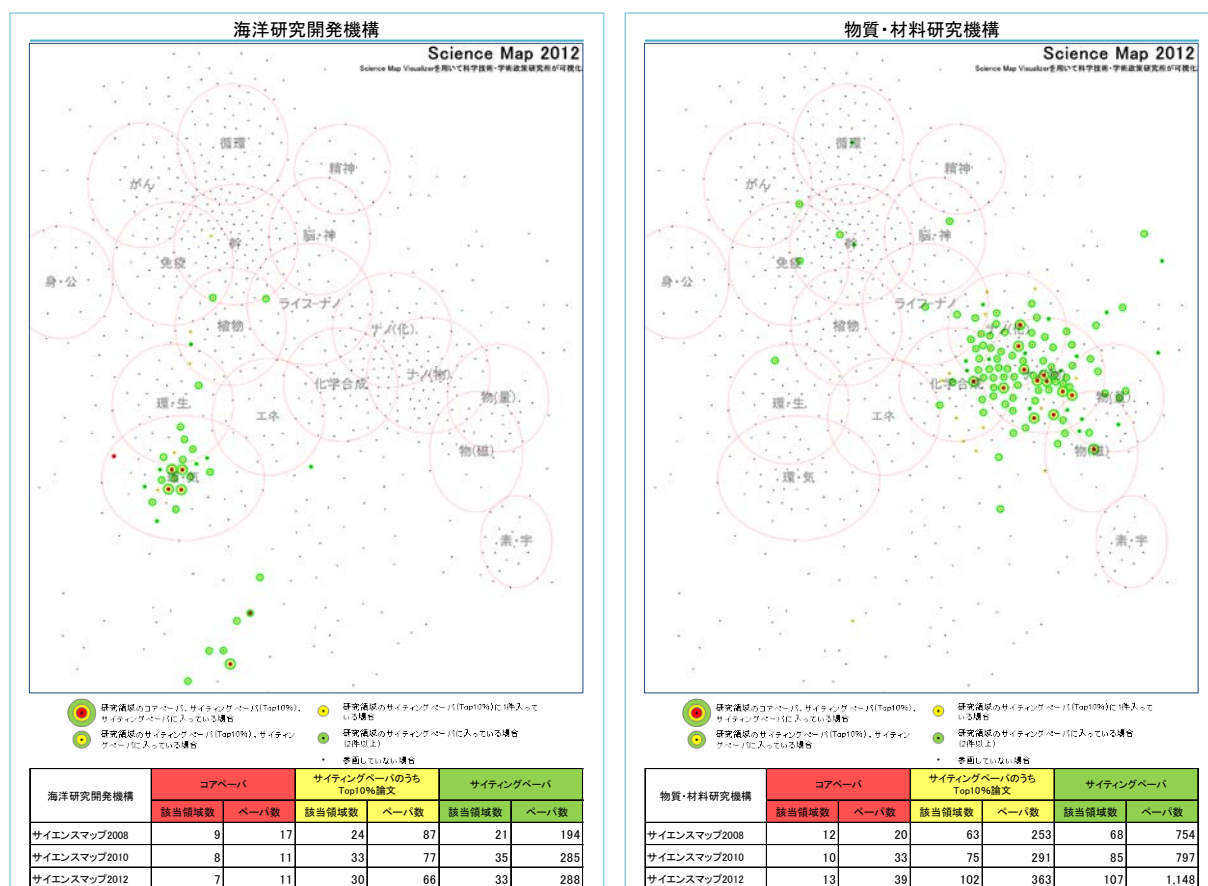 海洋研究開発機構
Science Map 2012
Science Map Visualizerを用いて科学技術・学術政策研究所が可視化
循環
精神
がん
幹
脳・神
免疫
身・公
ライフ-ナノ
植物
ナノ(化)
化学合成
ナノ(物)
環・生
エネ
物(量)
物(磁)
環・気
素・宇
研究領域のコアペーパ、サイティングペーパ(Top10%)、
サイティングペーパに入っている場合
研究領域のサイティングペーパ(Top10%)に1件入って
いる場合
研究領域のサイティングペーパ(Top10%)、サイティン
グペーパに入っている場合
研究領域のサイティングペーパに入っている場合
(2件以上)
参画していない場合
海洋研究開発機構 コアペーパ サイティングペーパのうち サイティングペーパ
Top10%論文
該当領域数 ペーパ数 該当領域数 ペーパ数 該当領域数 ペーパ数
サイエンスマップ2008 9 17 24 87 21 194
サイエンスマップ2010 8 11 33 77 35 285
サイエンスマップ2012 7 11 30 66 33 288
物質・材料研究機構
Science Map 2012
Science Map Visualizerを用いて科学技術・学術政策研究所が可視化
循環
精神
がん
幹
脳・神
免疫
身・公
ライフ-ナノ
植物
ナノ(化)
化学合成
環・生
エネ
物(量)
物(磁)
環・気
素・宇
研究領域のコアペーパ、サイティングペーパ(Top10%)、
サイティングペーパに入っている場合
研究領域のサイティングペーパ(Top10%)に1件入って
いる場合
研究領域のサイティングペーパ(Top10%)、サイティン
グペーパに入っている場合
研究領域のサイティングペーパに入っている場合
(2件以上)
参画していない場合
物質・材料研究機構 コアペーパ サイティングペーパのうち サイティングペーパ
Top10%論文
該当領域数 ペーパ数 該当領域数 ペーパ数 該当領域数 ペーパ数
サイエンスマップ2008 12 20 63 253 68 754
サイエンスマップ2010 10 33 75 291 85 797
サイエンスマップ2012 13 39 102 363 107 1,148